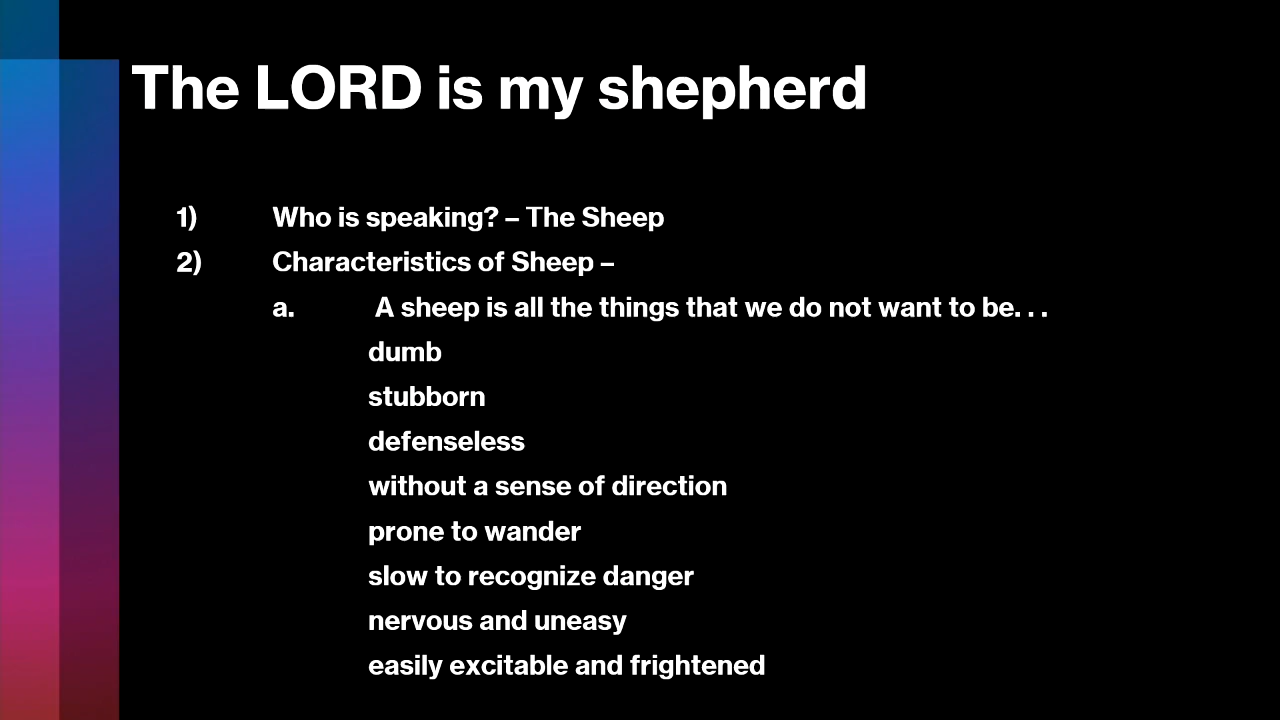 The LORD is my shepherd
1) Who is speaking? – The Sheep
2) Characteristics of Sheep –
a. A sheep is all the things that we do not want to be. . .
dumb
stubborn
defenseless
without a sense of direction
prone to wander
slow to recognize danger
nervous and uneasy
easily excitable and frightened